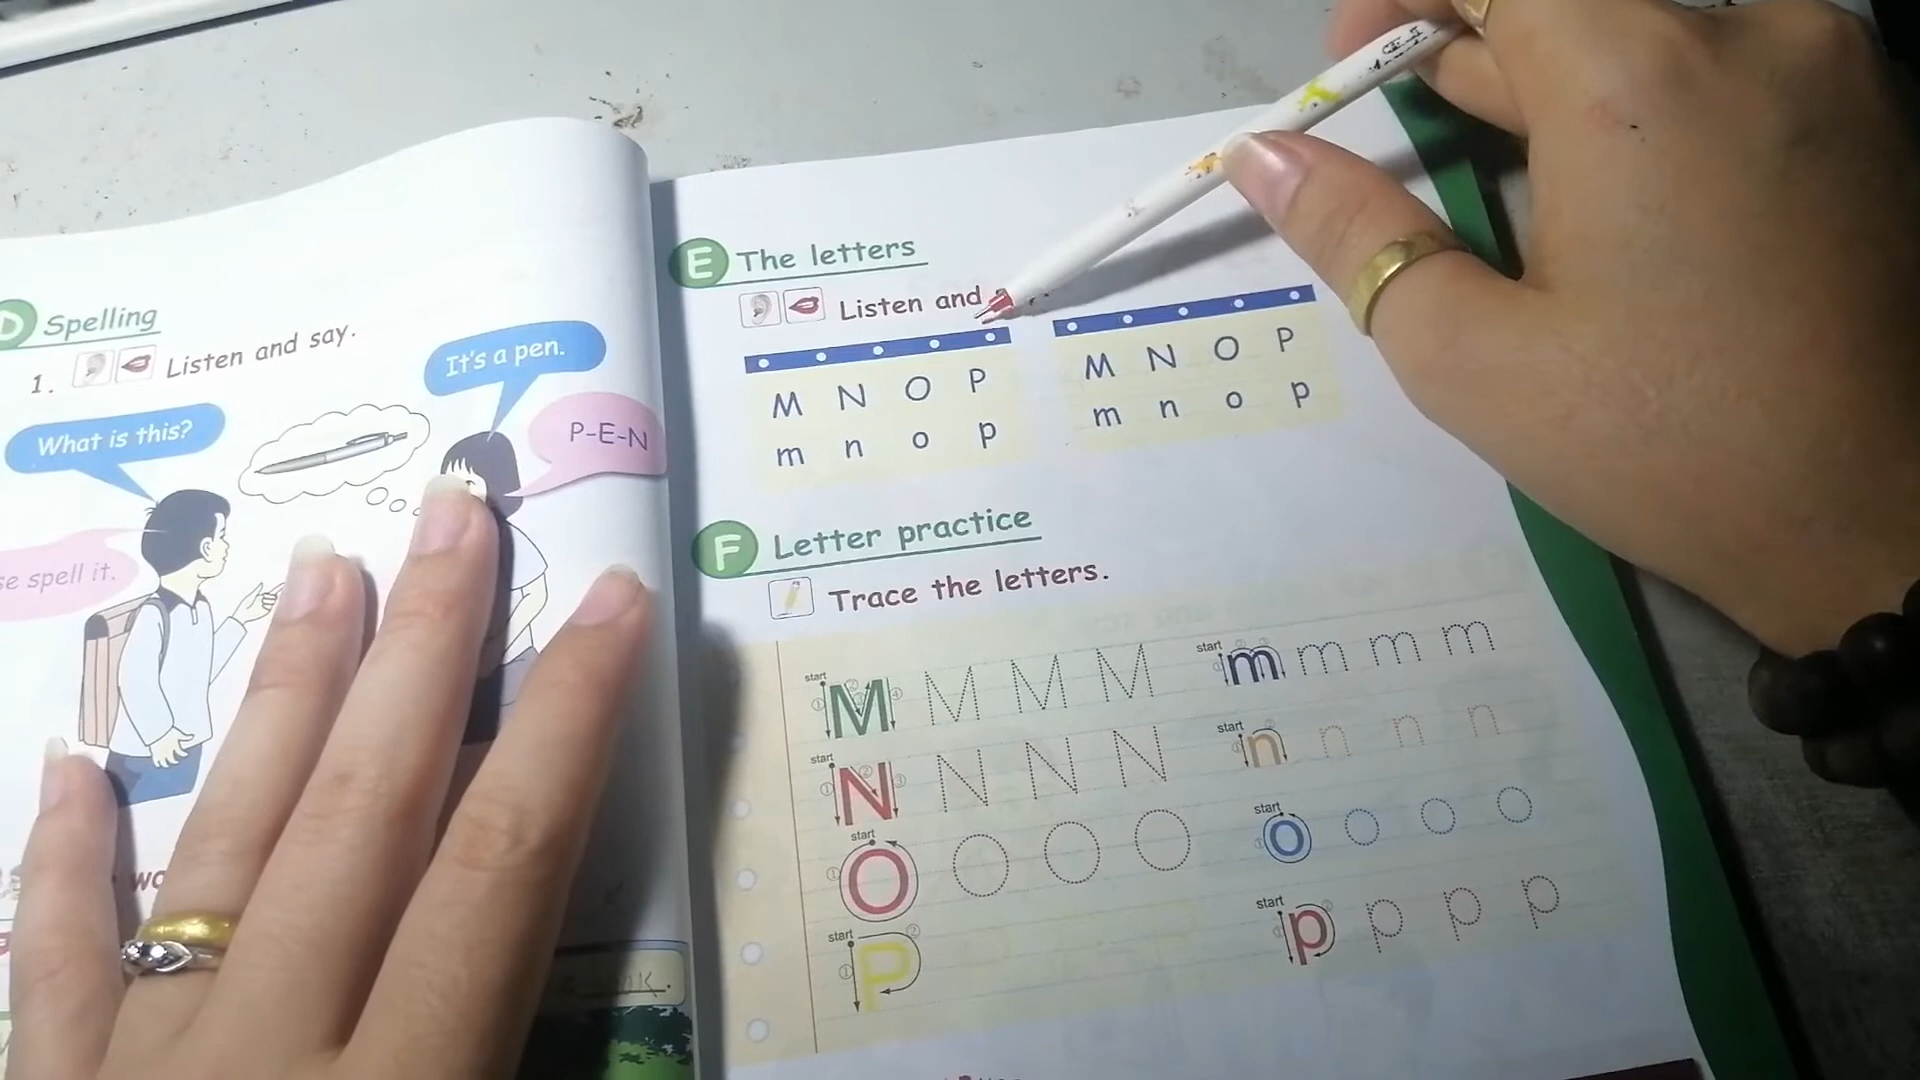 D Spelling
1. Listen and say.
It's a pen.
What is this?
P-E-N
se spell it.
E The letters
Listen and
M N O P
m n o p
M N O P
m n o p
F Letter practice
Trace the letters.
start M M M M
start m m m m
start N N N N
start n n n n
start O O O O
start o o o o
start P
start p p p p